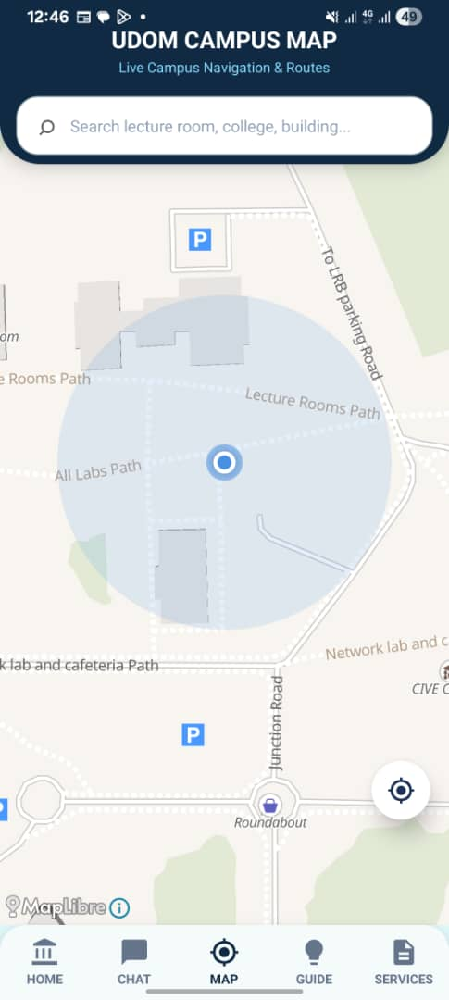 12:46
4G
49
UDOM CAMPUS MAP
Live Campus Navigation & Routes
Search lecture room, college, building...
P
To LRB parking Road
om
e Rooms Path
Lecture Rooms Path
All Labs Path
Network lab and c
k lab and cafeteria Path
CIVE C
Junction Road
P
Roundabout
MapLibre
HOME
CHAT
MAP
GUIDE
SERVICES